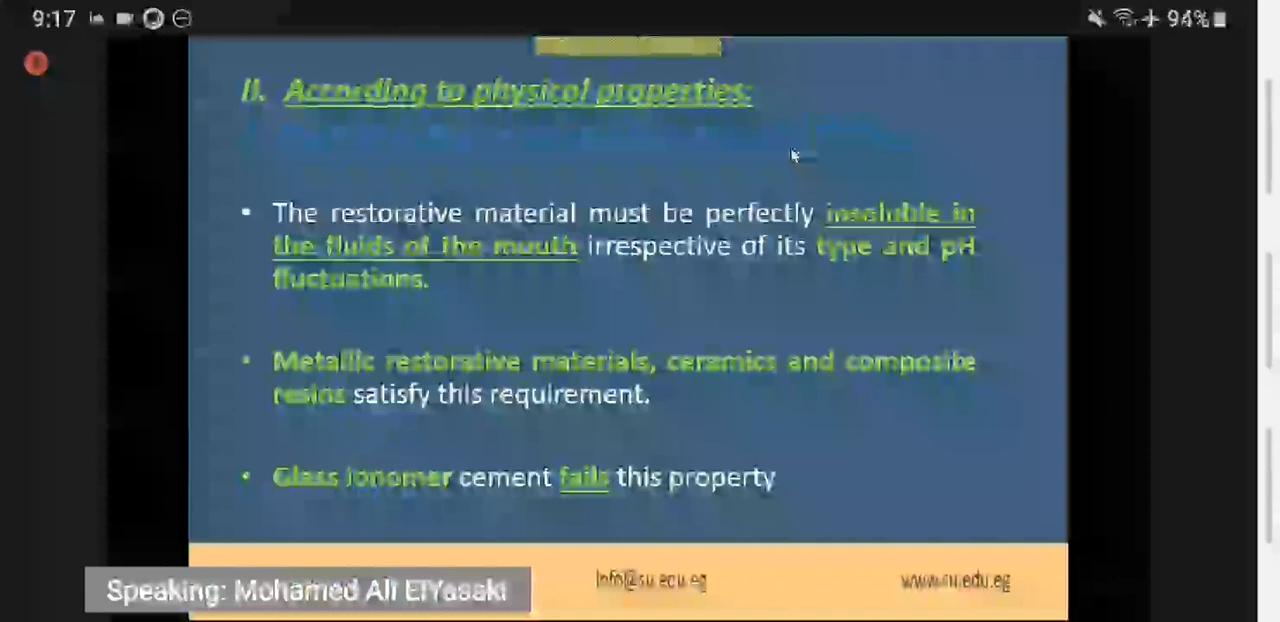 9:17
94%
II. According to physical properties:
• The restorative material must be perfectly insoluble in
the fluids of the mouth irrespective of its type and pH
fluctuations.
• Metallic restorative materials, ceramics and composite
resins satisfy this requirement.
• Glass ionomer cement fails this property
Speaking: Mohamed Ali ElYasaki
Info@su.edu.eg
www.su.edu.eg